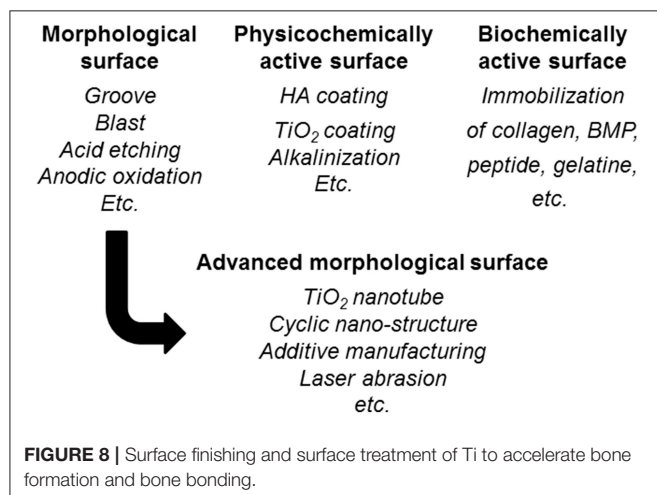 Morphological
surface
Groove
Blast
Acid etching
Anodic oxidation
Etc.
Physicochemically
active surface
HA coating
TiO₂ coating
Alkalinization
Etc.
Biochemically
active surface
Immobilization
of collagen, BMP,
peptide, gelatine,
etc.
Advanced morphological surface
TiO₂ nanotube
Cyclic nano-structure
Additive manufacturing
Laser abrasion
etc.
FIGURE 8 | Surface finishing and surface treatment of Ti to accelerate bone
formation and bone bonding.